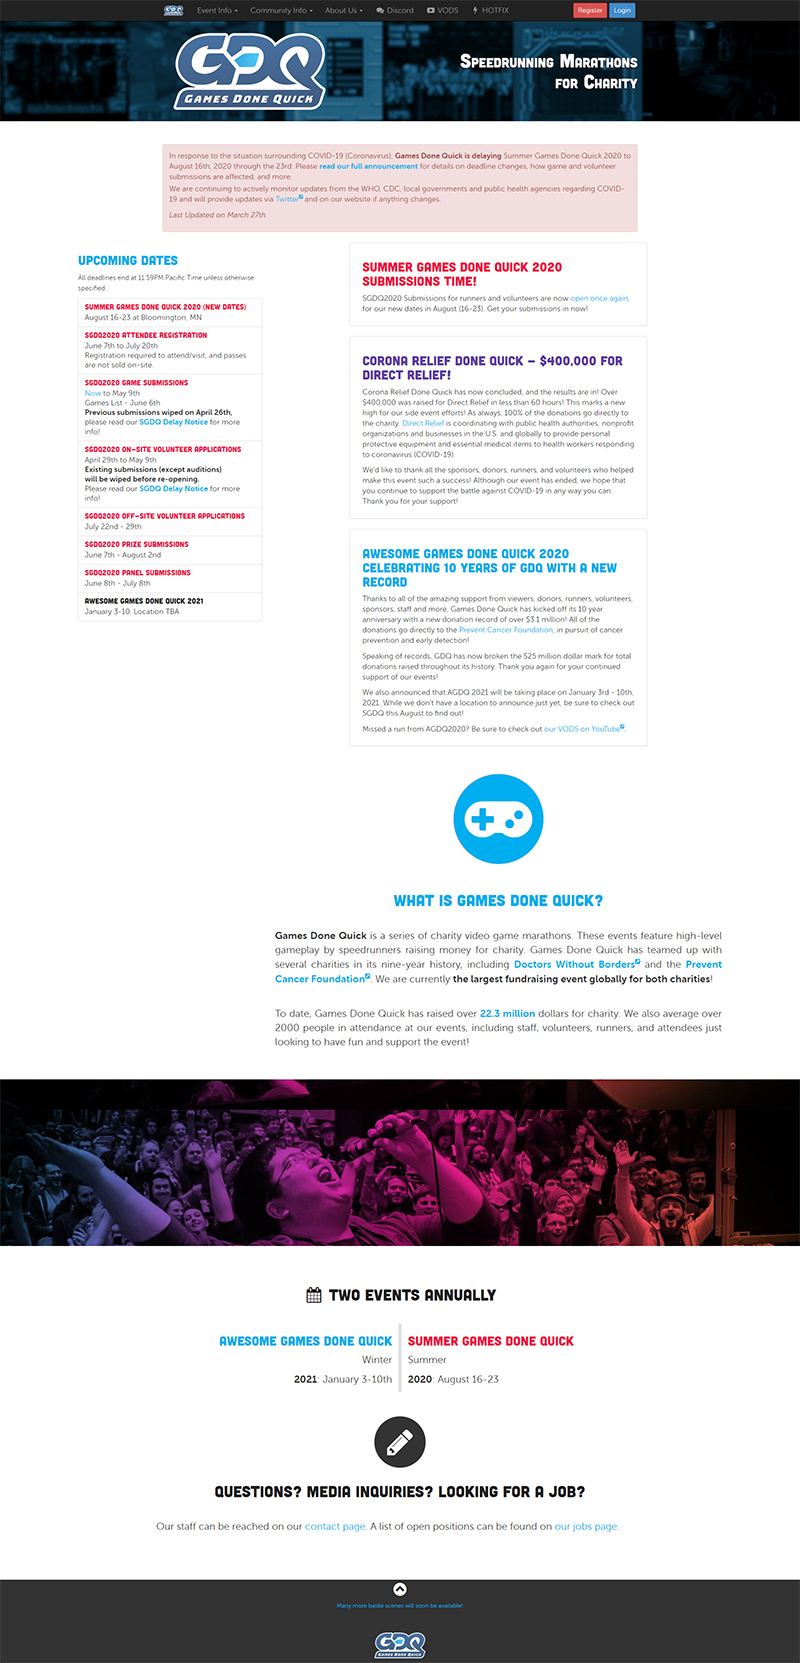 GDQ Event Info Community Info About Us Discord VODS HOTFIX Register Login
GDQ
GAMES DONE QUICK
SPEEDRUNNING MARATHONS
FOR CHARITY
In response to the situation surrounding COVID-19 (Coronavirus), Games Done Quick is delaying Summer Games Done Quick 2020 to
August 16th, 2020 through the 23rd. Please read our full announcement for details on deadline changes, how game and volunteer
submissions are affected, and more.
We are continuing to actively monitor updates from the WHO, CDC, local governments and public health agencies regarding COVID-
19 and will provide updates via Twitter and on our website if anything changes.
Last Updated on March 27th
UPCOMING DATES
All deadlines end at 11:59PM Pacific Time unless otherwise
specified.
SUMMER GAMES DONE QUICK 2020 (NEW DATES)
August 16-23 at Bloomington, MN
SGDQ2020 ATTENDEE REGISTRATION
June 7th to July 20th
Registration required to attend/visit, and passes
are not sold on-site.
SGDQ2020 GAME SUBMISSIONS
Now to May 9th
Games List - June 6th
Previous submissions wiped on April 26th,
please read our SGDQ Delay Notice for more
info!
SGDQ2020 ON-SITE VOLUNTEER APPLICATIONS
April 29th to May 9th
Existing submissions (except auditions)
will be wiped before re-opening.
Please read our SGDQ Delay Notice for more
info!
SGDQ2020 OFF-SITE VOLUNTEER APPLICATIONS
July 22nd - 29th
SGDQ2020 PRIZE SUBMISSIONS
June 7th - August 2nd
SGDQ2020 PANEL SUBMISSIONS
June 8th - July 8th
AWESOME GAMES DONE QUICK 2021
January 3-10, Location TBA
SUMMER GAMES DONE QUICK 2020
SUBMISSIONS TIME!
SGDQ2020 Submissions for runners and volunteers are now open once again,
for our new dates in August (16-23). Get your submissions in now!
CORONA RELIEF DONE QUICK – $400,000 FOR
DIRECT RELIEF!
Corona Relief Done Quick has now concluded, and the results are in! Over
$400,000 was raised for Direct Relief in less than 60 hours! This marks a new
high for our side event efforts! As always, 100% of the donations go directly to
the charity. Direct Relief is coordinating with public health authorities, nonprofit
organizations and businesses in the U.S. and globally to provide personal
protective equipment and essential medical items to health workers responding
to coronavirus (COVID-19).
We'd like to thank all the sponsors, donors, runners, and volunteers who helped
make this event such a success! Although our event has ended, we hope that
you continue to support the battle against COVID-19 in any way you can.
Thank you for your support!
AWESOME GAMES DONE QUICK 2020
CELEBRATING 10 YEARS OF GDQ WITH A NEW
RECORD
Thanks to all of the amazing support from viewers, donors, runners, volunteers,
sponsors, staff and more, Games Done Quick has kicked off its 10 year
anniversary with a new donation record of over $3.1 million! All of the
donations go directly to the Prevent Cancer Foundation, in pursuit of cancer
prevention and early detection!
Speaking of records, GDQ has now broken the $25 million dollar mark for total
donations raised throughout its history. Thank you again for your continued
support of our events!
We also announced that AGDQ 2021 will be taking place on January 3rd - 10th,
2021. While we don't have a location to announce just yet, be sure to check out
SGDQ this August to find out!
Missed a run from AGDQ2020? Be sure to check out our VODS on YouTube.
WHAT IS GAMES DONE QUICK?
Games Done Quick is a series of charity video game marathons. These events feature high-level
gameplay by speedrunners raising money for charity. Games Done Quick has teamed up with
several charities in its nine-year history, including Doctors Without Borders and the Prevent
Cancer Foundation. We are currently the largest fundraising event globally for both charities!
To date, Games Done Quick has raised over 22.3 million dollars for charity. We also average over
2000 people in attendance at our events, including staff, volunteers, runners, and attendees just
looking to have fun and support the event!
TWO EVENTS ANNUALLY
AWESOME GAMES DONE QUICK
Winter
2021: January 3-10th
SUMMER GAMES DONE QUICK
Summer
2020: August 16-23
QUESTIONS? MEDIA INQUIRIES? LOOKING FOR A JOB?
Our staff can be reached on our contact page. A list of open positions can be found on our jobs page.
Many more battle scenes will soon be available!
GDQ
GAMES DONE QUICK